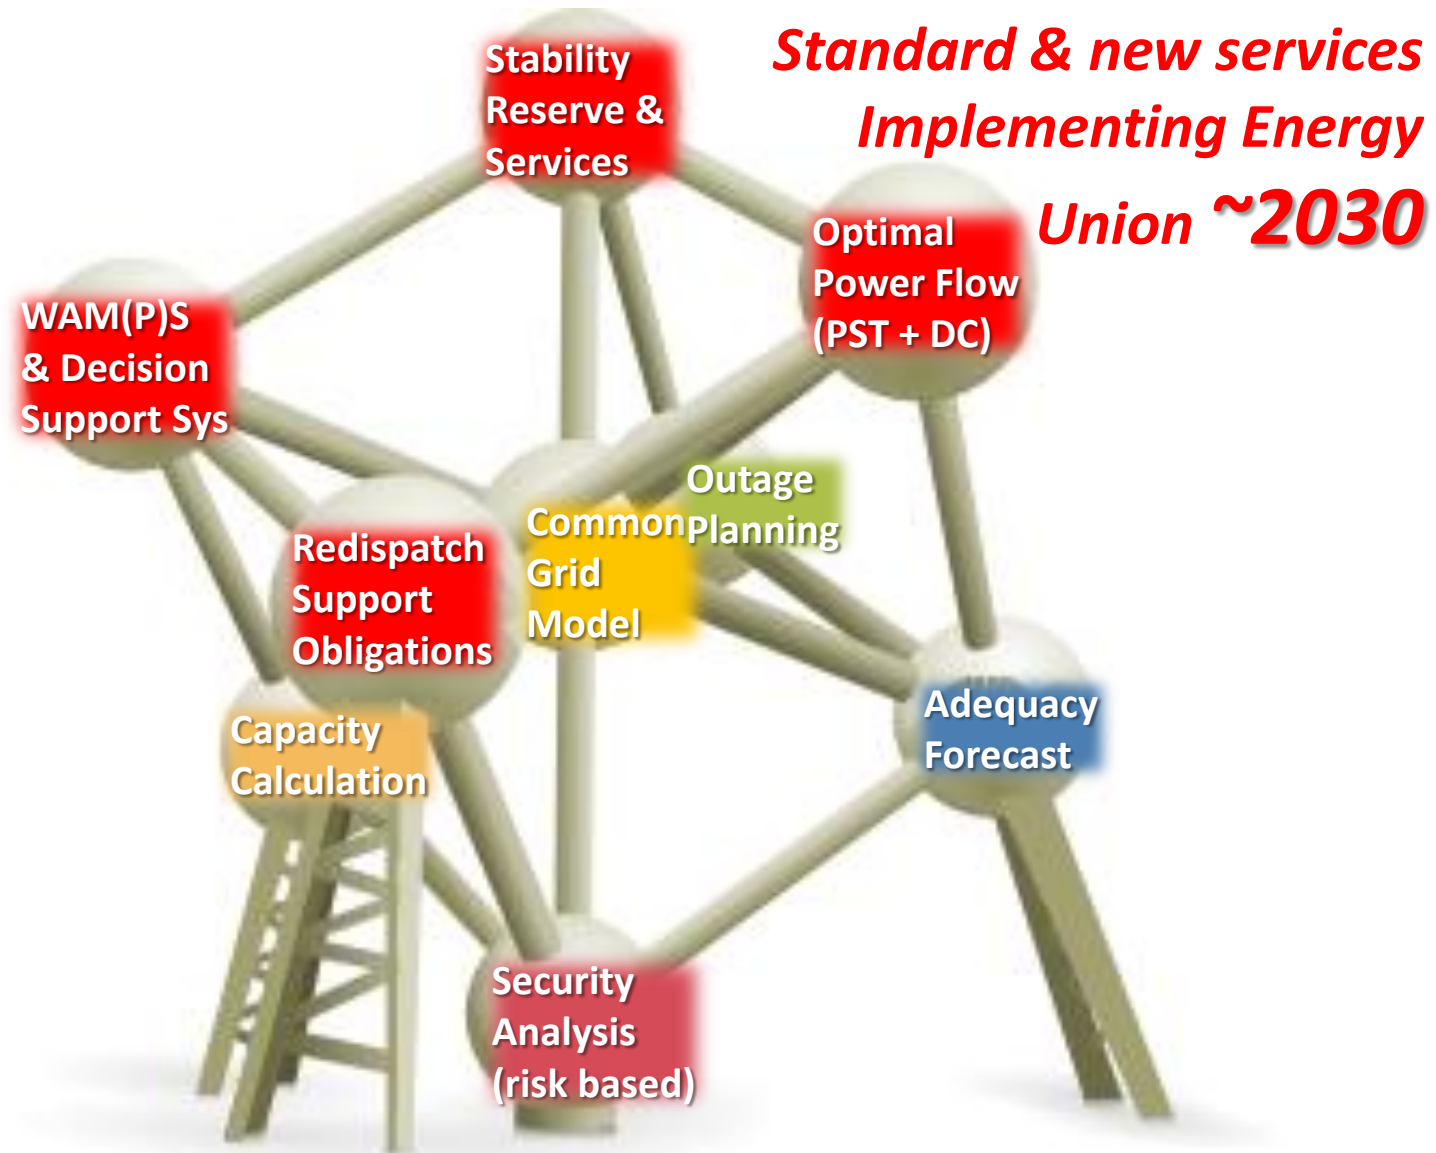 Standard & new services
Implementing Energy
Union ~2030
Stability
Reserve &
Services
Optimal
Power Flow
(PST + DC)
WAM(P)S
& Decision
Support Sys
Outage
Planning
Common
Grid
Model
Redispatch
Support
Obligations
Adequacy
Forecast
Capacity
Calculation
Security
Analysis
(risk based)